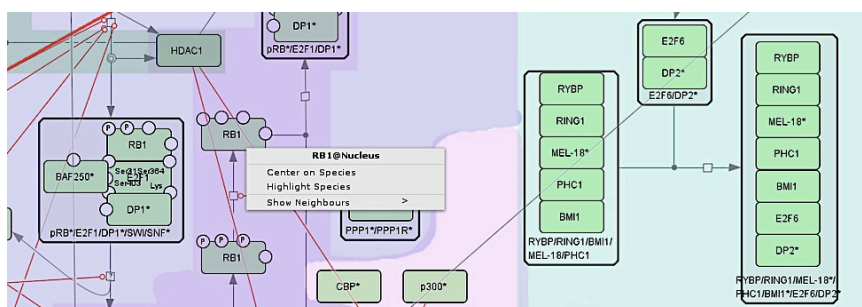 DP1*
pRB*/E2F1/DP1*
HDAC1
E2F6
DP2*
E2F6/DP2*
RYBP
RING1
MEL-18*
PHC1
BMI1
RYBP/RING1/BMI1/
MEL-18/PHC1
RYBP
RING1
MEL-18*
PHC1
BMI1
E2F6
DP2*
RYBP/RING1/MEL-18*/
PHC1/BMI1*/E2F6/DP2*
P
P
RB1
BAF250*
Ser31Ser364
E2F1
Ser403
Lys
DP1*
pRB*/E2F1/DP1*/SWI/SNF*
RB1
RB1@Nucleus
Center on Species
Highlight Species
Show Neighbours >
PPP1*/PPP1R*
P
P
P
RB1
CBP*
p300*